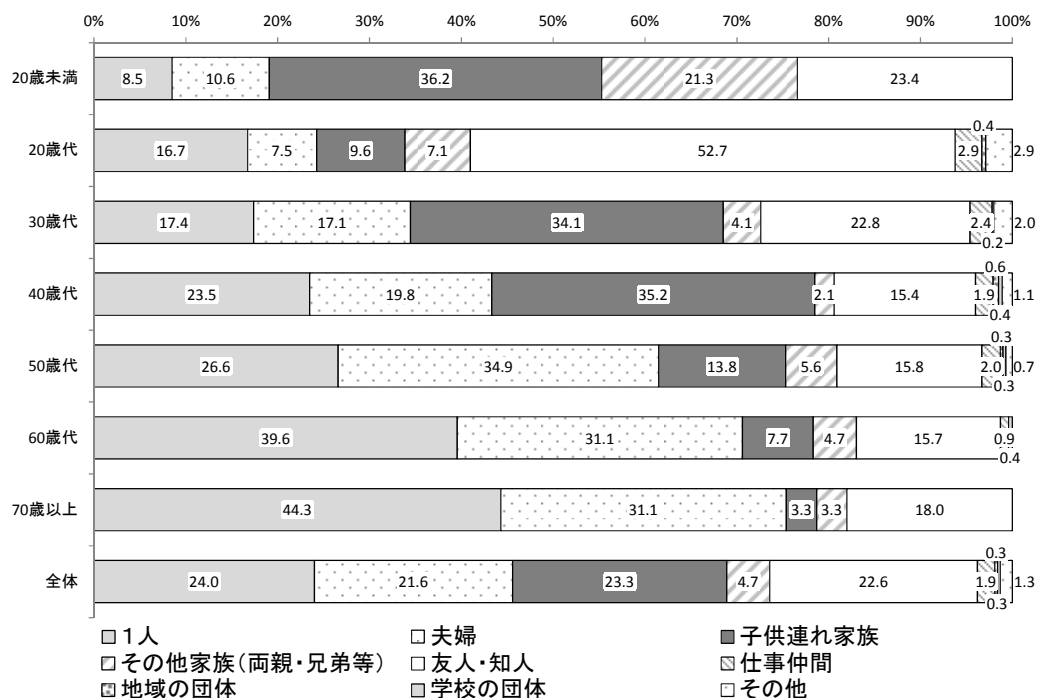 0% 10% 20% 30% 40% 50% 60% 70% 80% 90% 100%
20歳未満 8.5 10.6 36.2 21.3 23.4
0.4
20歳代 16.7 7.5 9.6 7.1 52.7 2.9 2.9
30歳代 17.4 17.1 34.1 4.1 22.8 2.4 2.0
0.2
0.6
40歳代 23.5 19.8 35.2 2.1 15.4 1.9 1.1
0.4
0.3
50歳代 26.6 34.9 13.8 5.6 15.8 2.0 0.7
0.3
60歳代 39.6 31.1 7.7 4.7 15.7 0.9
0.4
70歳以上 44.3 31.1 3.3 3.3 18.0
0.3
全体 24.0 21.6 23.3 4.7 22.6 1.9 1.3
0.3
1人 夫婦 子供連れ家族
その他家族(両親・兄弟等) 友人・知人 仕事仲間
地域の団体 学校の団体 その他